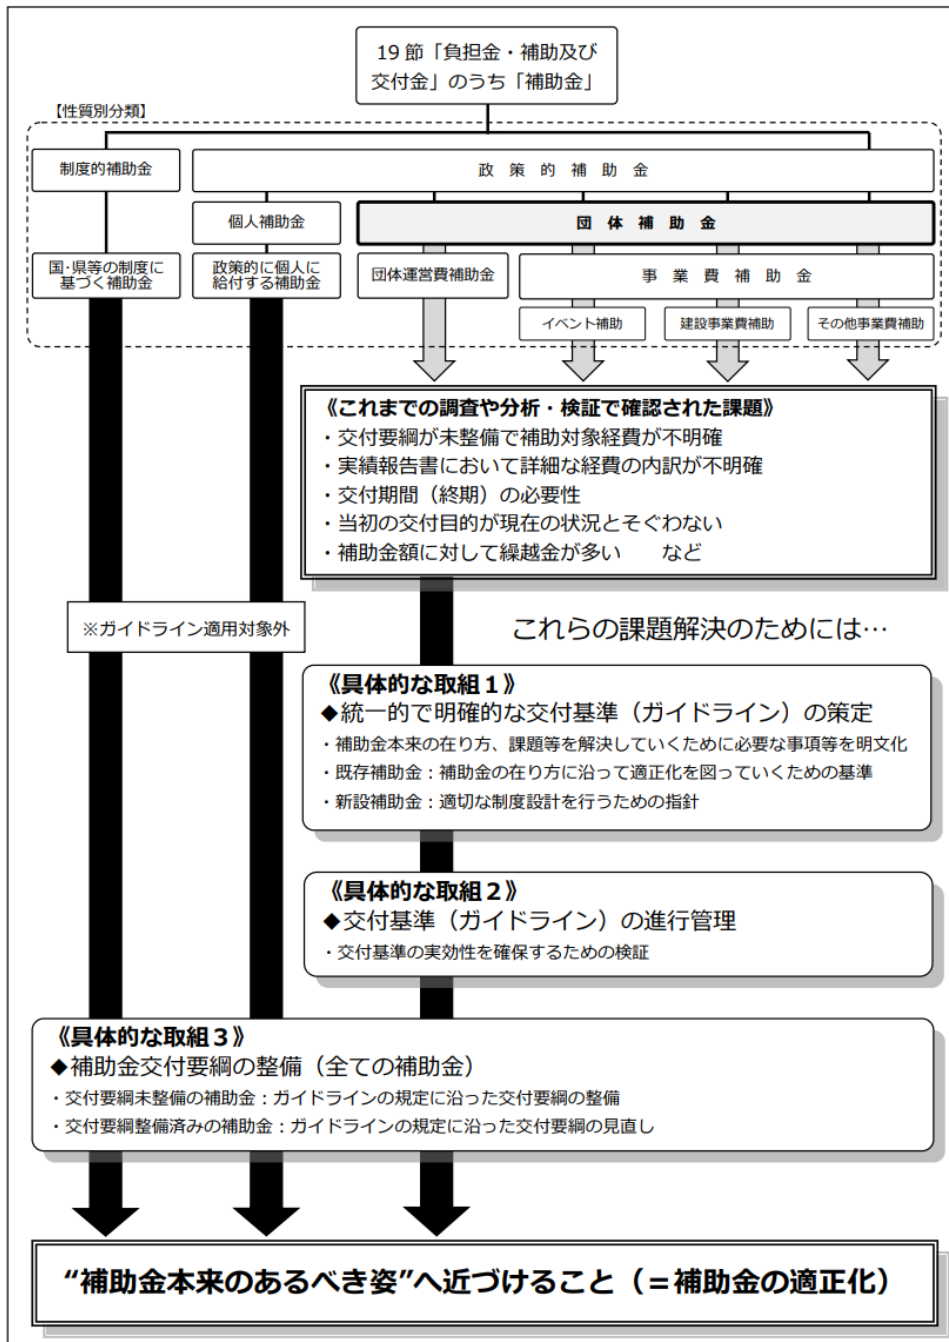 19 節「負担金・補助及び
交付金」のうち「補助金」
【性質別分類】
制度的補助金
政 策 的 補 助 金
個人補助金
団 体 補 助 金
国･県等の制度に
基づく補助金
政策的に個人に
給付する補助金
団体運営費補助金
事 業 費 補 助 金
イベント補助
建設事業費補助
その他事業費補助
《これまでの調査や分析・検証で確認された課題》
・交付要綱が未整備で補助対象経費が不明確
・実績報告書において詳細な経費の内訳が不明確
・交付期間（終期）の必要性
・当初の交付目的が現在の状況とそぐわない
・補助金額に対して繰越金が多い　　など
※ガイドライン適用対象外
これらの課題解決のためには…
《具体的な取組１》
◆統一的で明確的な交付基準（ガイドライン）の策定
・補助金本来の在り方、課題等を解決していくために必要な事項等を明文化
・既存補助金：補助金の在り方に沿って適正化を図っていくための基準
・新設補助金：適切な制度設計を行うための指針
《具体的な取組２》
◆交付基準（ガイドライン）の進行管理
・交付基準の実効性を確保するための検証
《具体的な取組３》
◆補助金交付要綱の整備（全ての補助金）
・交付要綱未整備の補助金：ガイドラインの規定に沿った交付要綱の整備
・交付要綱整備済みの補助金：ガイドラインの規定に沿った交付要綱の見直し
“補助金本来のあるべき姿”へ近づけること（＝補助金の適正化）